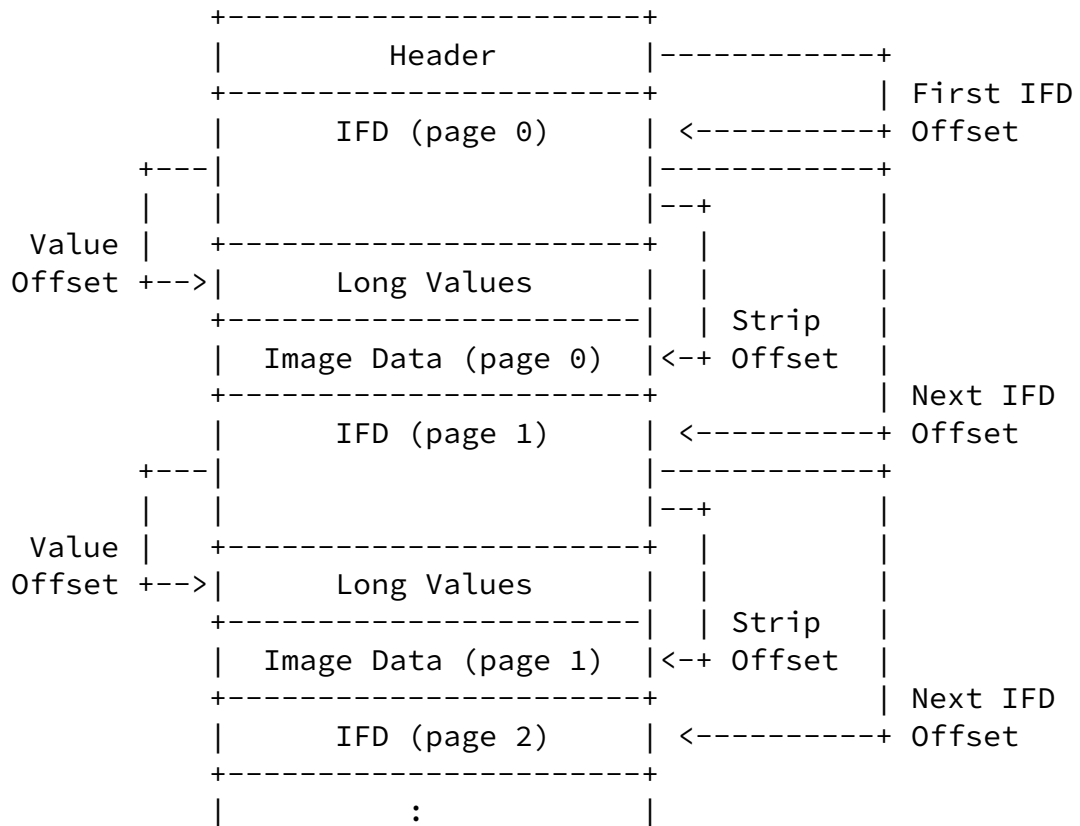 Header
First IFD
IFD (page 0) Offset
Value
Offset Long Values
Strip
Image Data (page 0) Offset
Next IFD
IFD (page 1) Offset
Value
Offset Long Values
Strip
Image Data (page 1) Offset
Next IFD
IFD (page 2) Offset
: